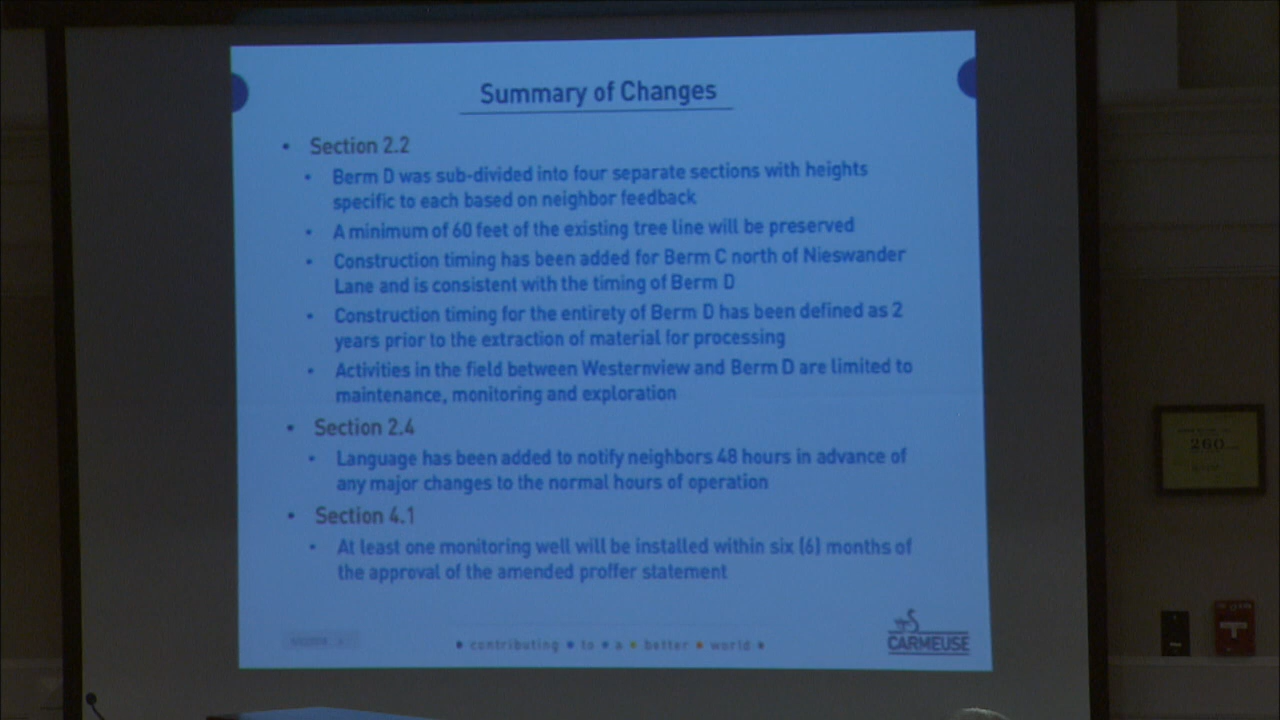 Summary of Changes
• Section 2.2
• Berm D was sub-divided into four separate sections with heights
specific to each based on neighbor feedback
• A minimum of 60 feet of the existing tree line will be preserved
• Construction timing has been added for Berm C north of Nieswander
Lane and is consistent with the timing of Berm D
• Construction timing for the entirety of Berm D has been defined as 2
years prior to the extraction of material for processing
• Activities in the field between Westernview and Berm D are limited to
maintenance, monitoring and exploration
• Section 2.4
• Language has been added to notify neighbors 48 hours in advance of
any major changes to the normal hours of operation
• Section 4.1
• At least one monitoring well will be installed within six (6) months of
the approval of the amended proffer statement
• contributing • to • a • better • world •
CARMEUSE
260